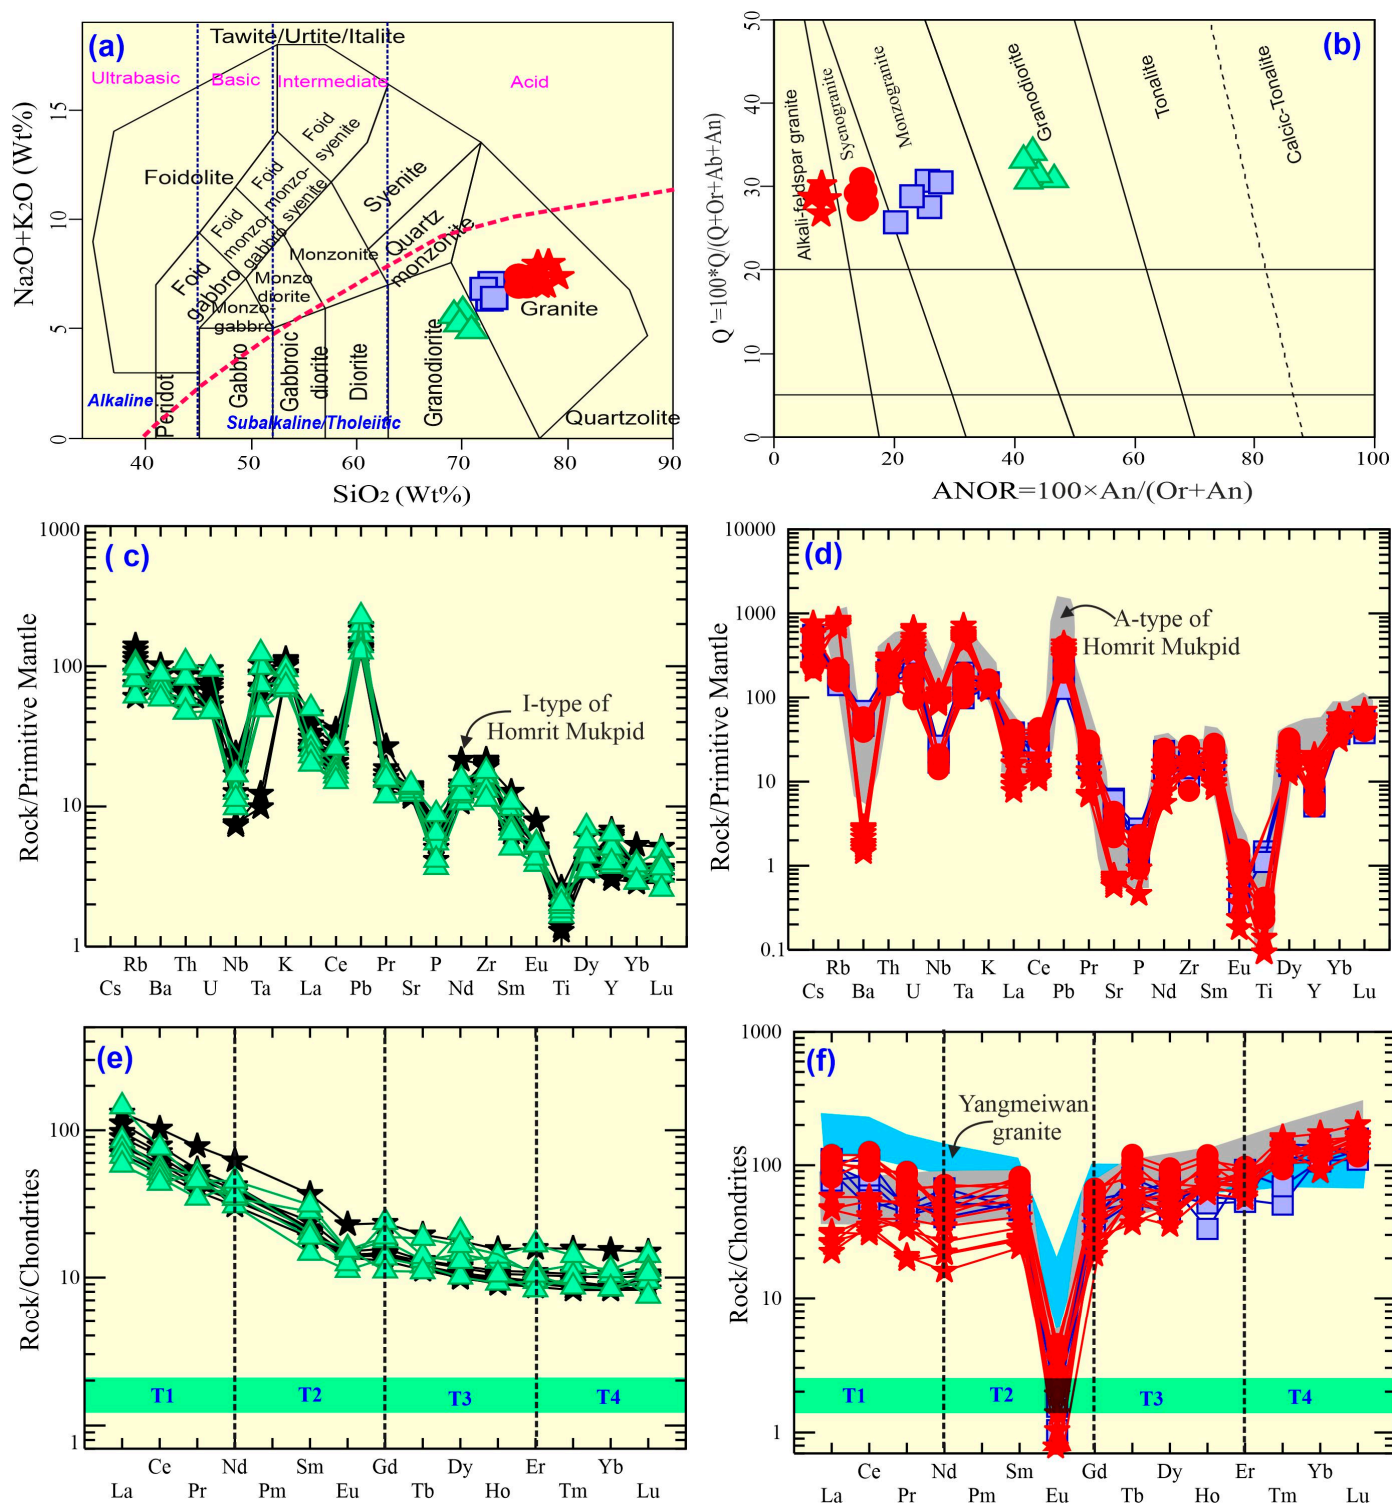 (a)
Tawite/Urtite/Italite
Ultrabasic
Basic
Intermediate
Acid
Foid
syenite
Foidolite
Foid
monzo-
syenite
Syenite
Foid
monzo-
gabbro
Quartz
monzonite
Foid
gabbro
Monzonite
Monzo
diorite
Monzo-
gabbre
Granite
Peridot
Gabbro
Gabbroic
diorite
Diorite
Granodiorite
Quartzolite
Alkaline
Subalkaline/Tholeiitic
Na2O+K2O (Wt%)
15
10
5
0
40
50
60
70
80
90
SiO2 (Wt%)
(b)
Alkali-feldspar granite
Syenogranite
Monzogranite
Granodiorite
Tonalite
Calcic-Tonalite
Q'=100*Q/(Q+Or+Ab+An)
50
40
30
20
10
0
0
20
40
60
80
100
ANOR=100×An/(Or+An)
( c)
Rock/Primitive Mantle
1000
100
10
1
I-type of
Homrit Mukpid
Rb Th Nb K Ce Pr P Zr Eu Dy Yb
Cs Ba U Ta La Pb Sr Nd Sm Ti Y Lu
(d)
Rock/Primitive Mantle
10000
1000
100
10
1
0.1
A-type of
Homrit Mukpid
Rb Th Nb K Ce Pr P Zr Eu Dy Yb
Cs Ba U Ta La Pb Sr Nd Sm Ti Y Lu
(e)
Rock/Chondrites
100
10
1
T1 T2 T3 T4
Ce Nd Sm Gd Dy Er Yb
La Pr Pm Eu Tb Ho Tm Lu
(f)
Rock/Chondrites
1000
100
10
1
Yangmeiwan
granite
T1 T2 T3 T4
Ce Nd Sm Gd Dy Er Yb
La Pr Pm Eu Tb Ho Tm Lu